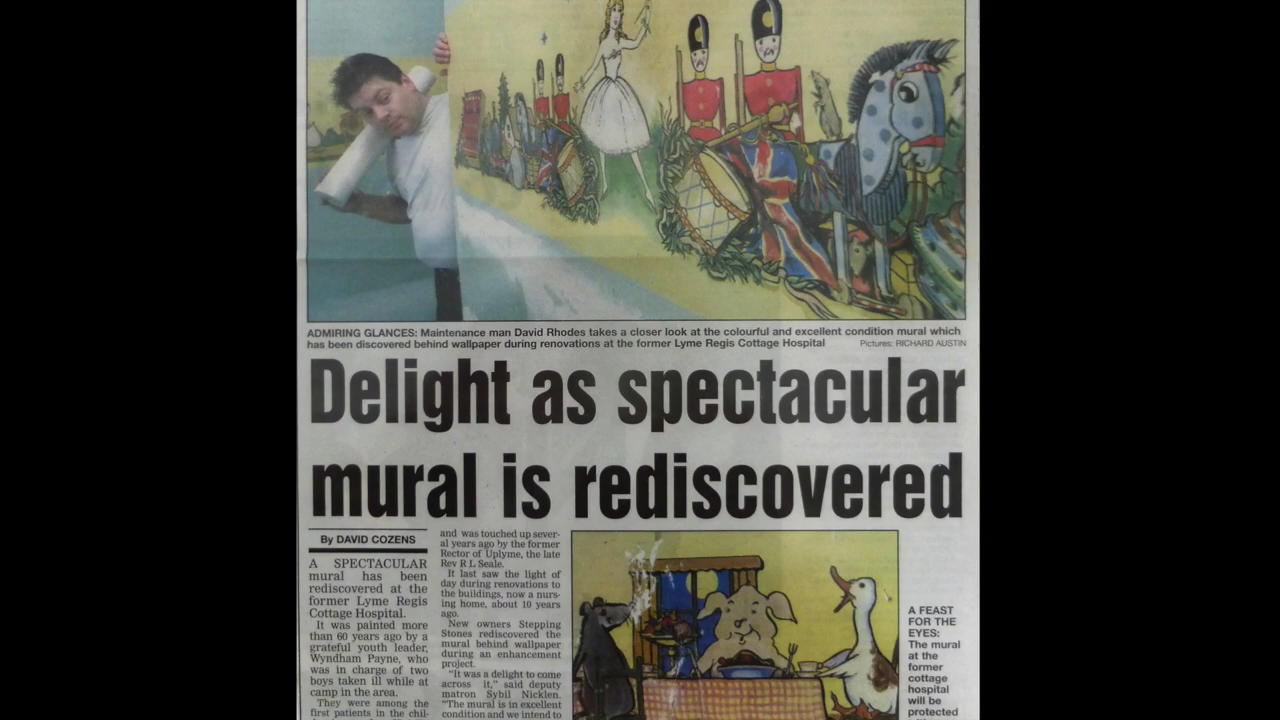 ADMIRING GLANCES: Maintenance man David Rhodes takes a closer look at the colourful and excellent condition mural which
has been discovered behind wallpaper during renovations at the former Lyme Regis Cottage Hospital
Pictures: RICHARD AUSTIN
Delight as spectacular
mural is rediscovered
By DAVID COZENS
A SPECTACULAR
mural has been
rediscovered at the
former Lyme Regis
Cottage Hospital.
It was painted more
than 60 years ago by a
grateful youth leader,
Wyndham Payne, who
was in charge of two
boys taken ill while at
camp in the area.
They were among the
first patients in the chil-
and was touched up sever-
al years ago by the former
Rector of Uplyme, the late
Rev R L Seale.
It last saw the light of
day during renovations to
the buildings, now a nurs-
ing home, about 10 years
ago.
New owners Stepping
Stones rediscovered the
mural behind wallpaper
during an enhancement
project.
"It was a delight to come
across it," said deputy
matron Sybil Nicklen.
"The mural is in excellent
condition and we intend to
A FEAST
FOR THE
EYES:
The mural
at the
former
cottage
hospital
will be
protected